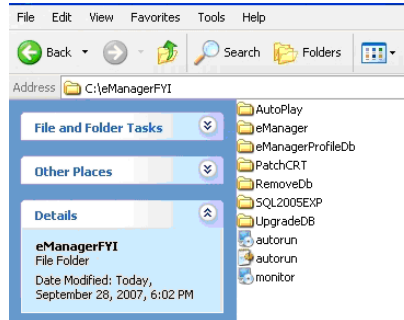 File Edit View Favorites Tools Help
Back Search Folders
Address C:\eManagerFYI
File and Folder Tasks
Other Places
Details
eManagerFYI
File Folder
Date Modified: Today,
September 28, 2007, 6:02 PM
AutoPlay
eManager
eManagerProfileDb
PatchCRT
RemoveDb
SQL2005EXP
UpgradeDB
autorun
autorun
monitor